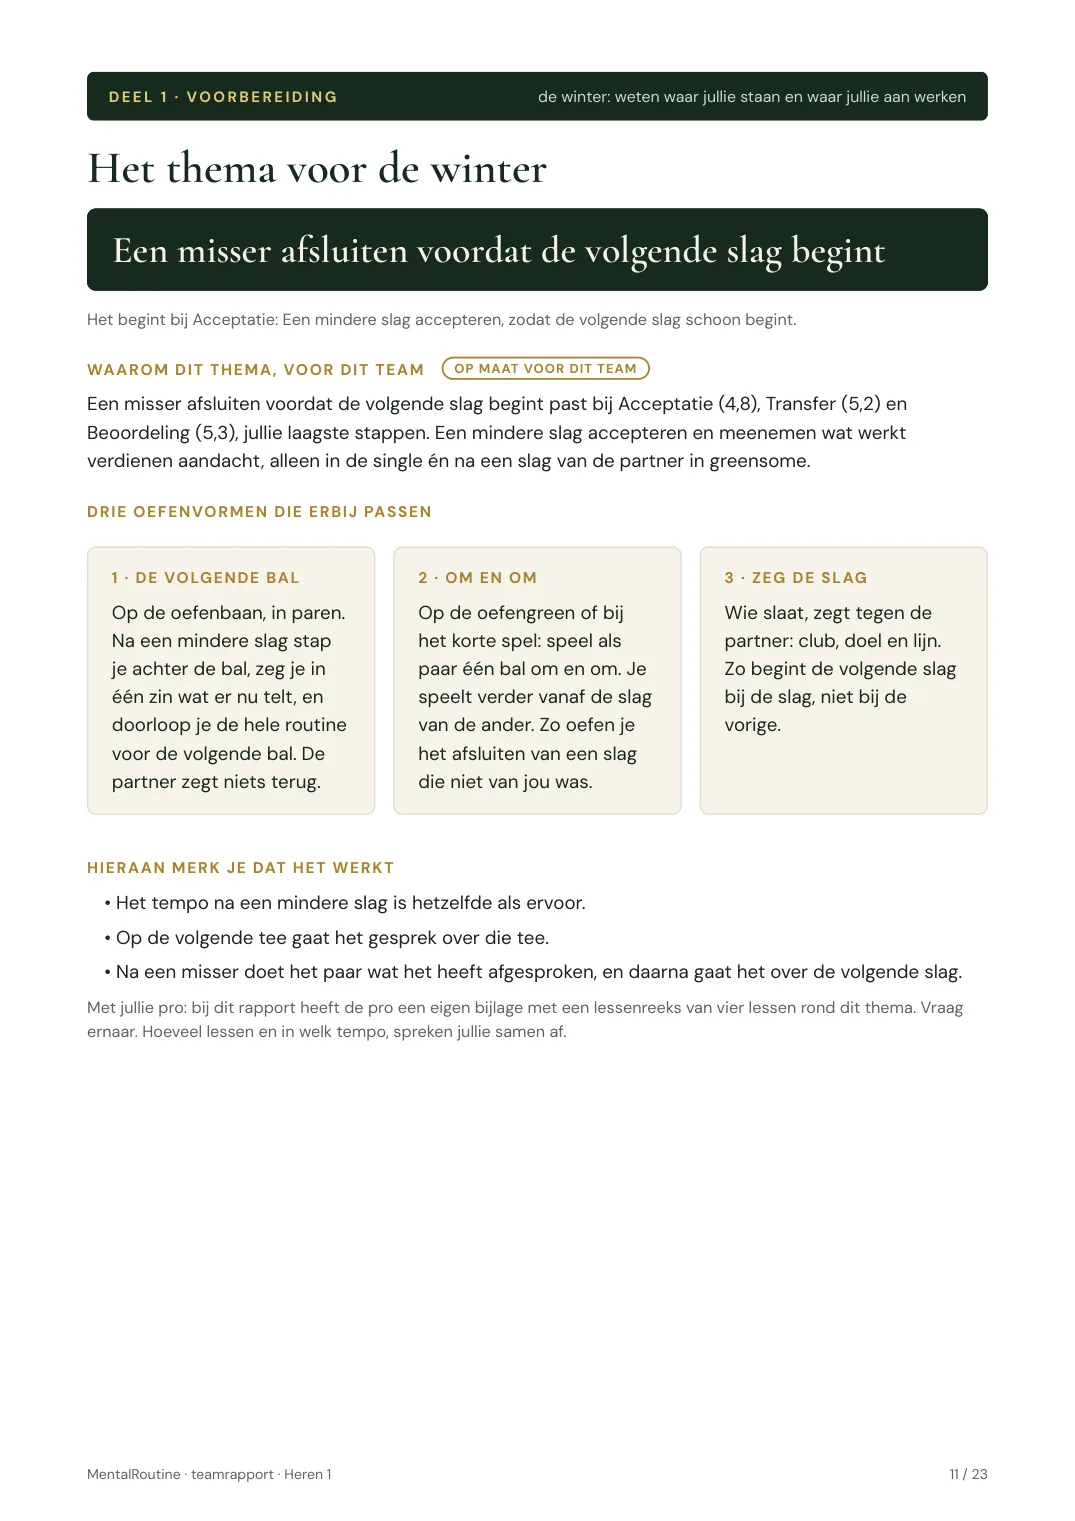 DEEL 1 · VOORBEREIDING
de winter: weten waar jullie staan en waar jullie aan werken
Het thema voor de winter
Een misser afsluiten voordat de volgende slag begint
Het begint bij Acceptatie: Een mindere slag accepteren, zodat de volgende slag schoon begint.
WAAROM DIT THEMA, VOOR DIT TEAM
OP MAAT VOOR DIT TEAM
Een misser afsluiten voordat de volgende slag begint past bij Acceptatie (4,8), Transfer (5,2) en
Beoordeling (5,3), jullie laagste stappen. Een mindere slag accepteren en meenemen wat werkt
verdienen aandacht, alleen in de single én na een slag van de partner in greensome.
DRIE OEFENVORMEN DIE ERBIJ PASSEN
1 · DE VOLGENDE BAL
Op de oefenbaan, in paren.
Na een mindere slag stap
je achter de bal, zeg je in
één zin wat er nu telt, en
doorloop je de hele routine
voor de volgende bal. De
partner zegt niets terug.
2 · OM EN OM
Op de oefengreen of bij
het korte spel: speel als
paar één bal om en om. Je
speelt verder vanaf de slag
van de ander. Zo oefen je
het afsluiten van een slag
die niet van jou was.
3 · ZEG DE SLAG
Wie slaat, zegt tegen de
partner: club, doel en lijn.
Zo begint de volgende slag
bij de slag, niet bij de
vorige.
HIERAAN MERK JE DAT HET WERKT
• Het tempo na een mindere slag is hetzelfde als ervoor.
• Op de volgende tee gaat het gesprek over die tee.
• Na een misser doet het paar wat het heeft afgesproken, en daarna gaat het over de volgende slag.
Met jullie pro: bij dit rapport heeft de pro een eigen bijlage met een lessenreeks van vier lessen rond dit thema. Vraag
ernaar. Hoeveel lessen en in welk tempo, spreken jullie samen af.
MentalRoutine · teamrapport · Heren 1
11 / 23